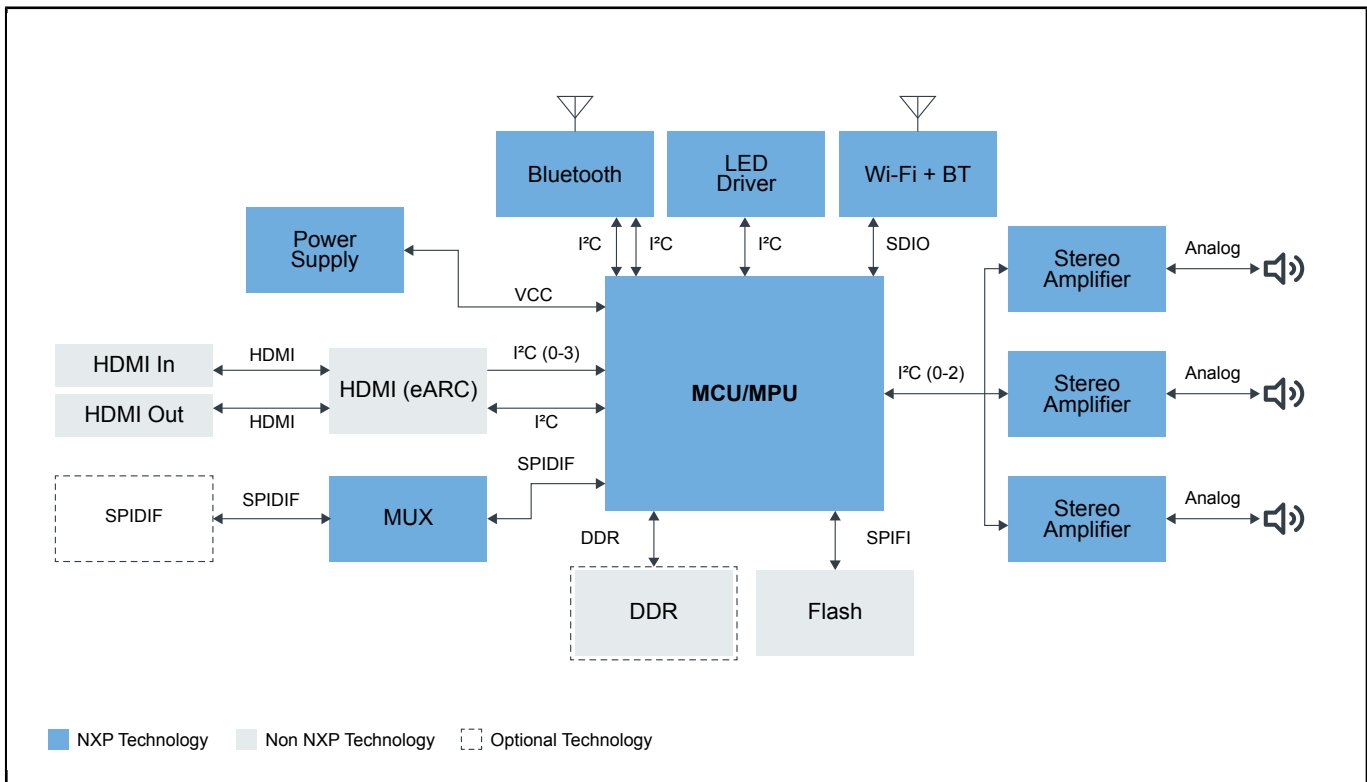 Bluetooth
LED
Driver
Wi-Fi + BT
I²C
I²C
I²C
SDIO
Power
Supply
VCC
Stereo
Amplifier
Analog
HDMI In
HDMI
HDMI Out
HDMI
HDMI (eARC)
I²C (0-3)
I²C
MCU/MPU
I²C (0-2)
Stereo
Amplifier
Analog
SPIDIF
SPIDIF
MUX
SPIDIF
Stereo
Amplifier
Analog
DDR
SPIFI
DDR
Flash
NXP Technology
Non NXP Technology
Optional Technology